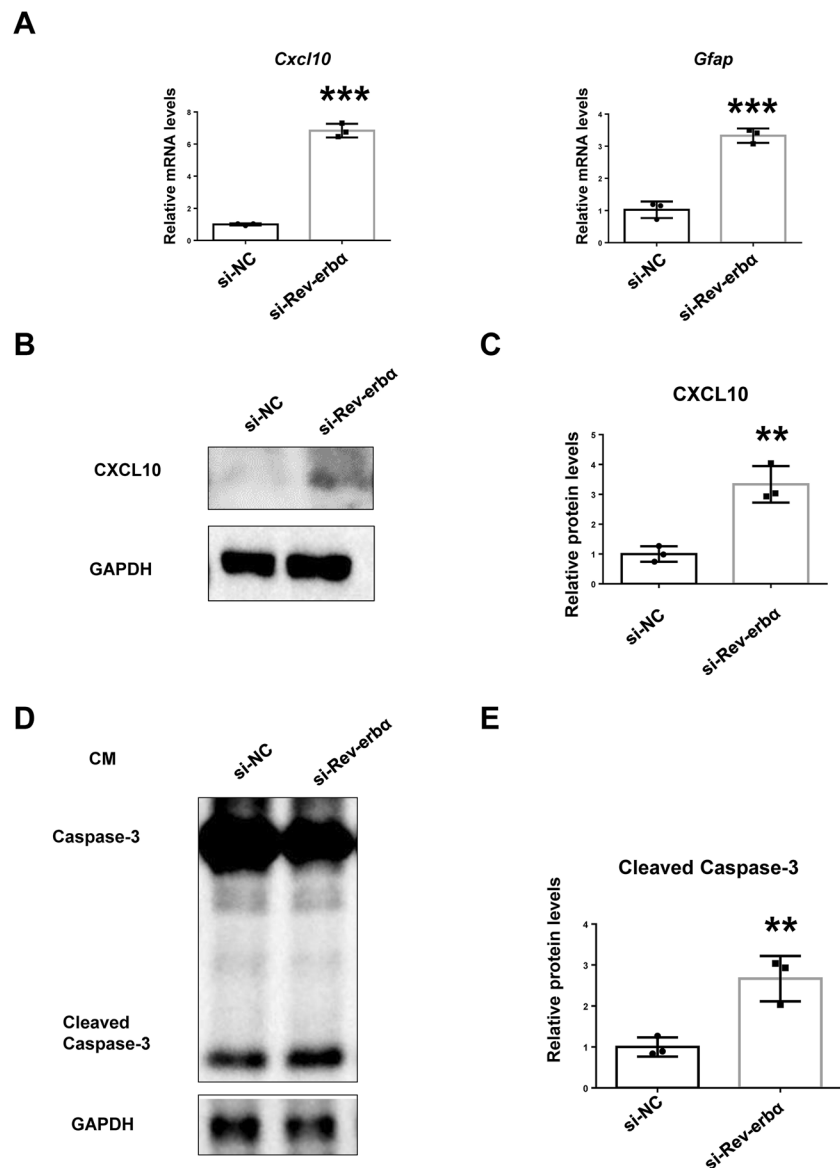 A
Cxcl10
***
Relative mRNA levels
8
6
4
2
0
si-NC
si-Rev-erbα
Gfap
***
Relative mRNA levels
4
3
2
1
0
si-NC
si-Rev-erbα
B
si-NC
si-Rev-erbα
CXCL10
GAPDH
C
CXCL10
**
Relative protein levels
5
4
3
2
1
0
si-NC
si-Rev-erbα
D
CM
si-NC
si-Rev-erbα
Caspase-3
Cleaved
Caspase-3
GAPDH
E
Cleaved Caspase-3
**
Relative protein levels
4
3
2
1
0
si-NC
si-Rev-erbα